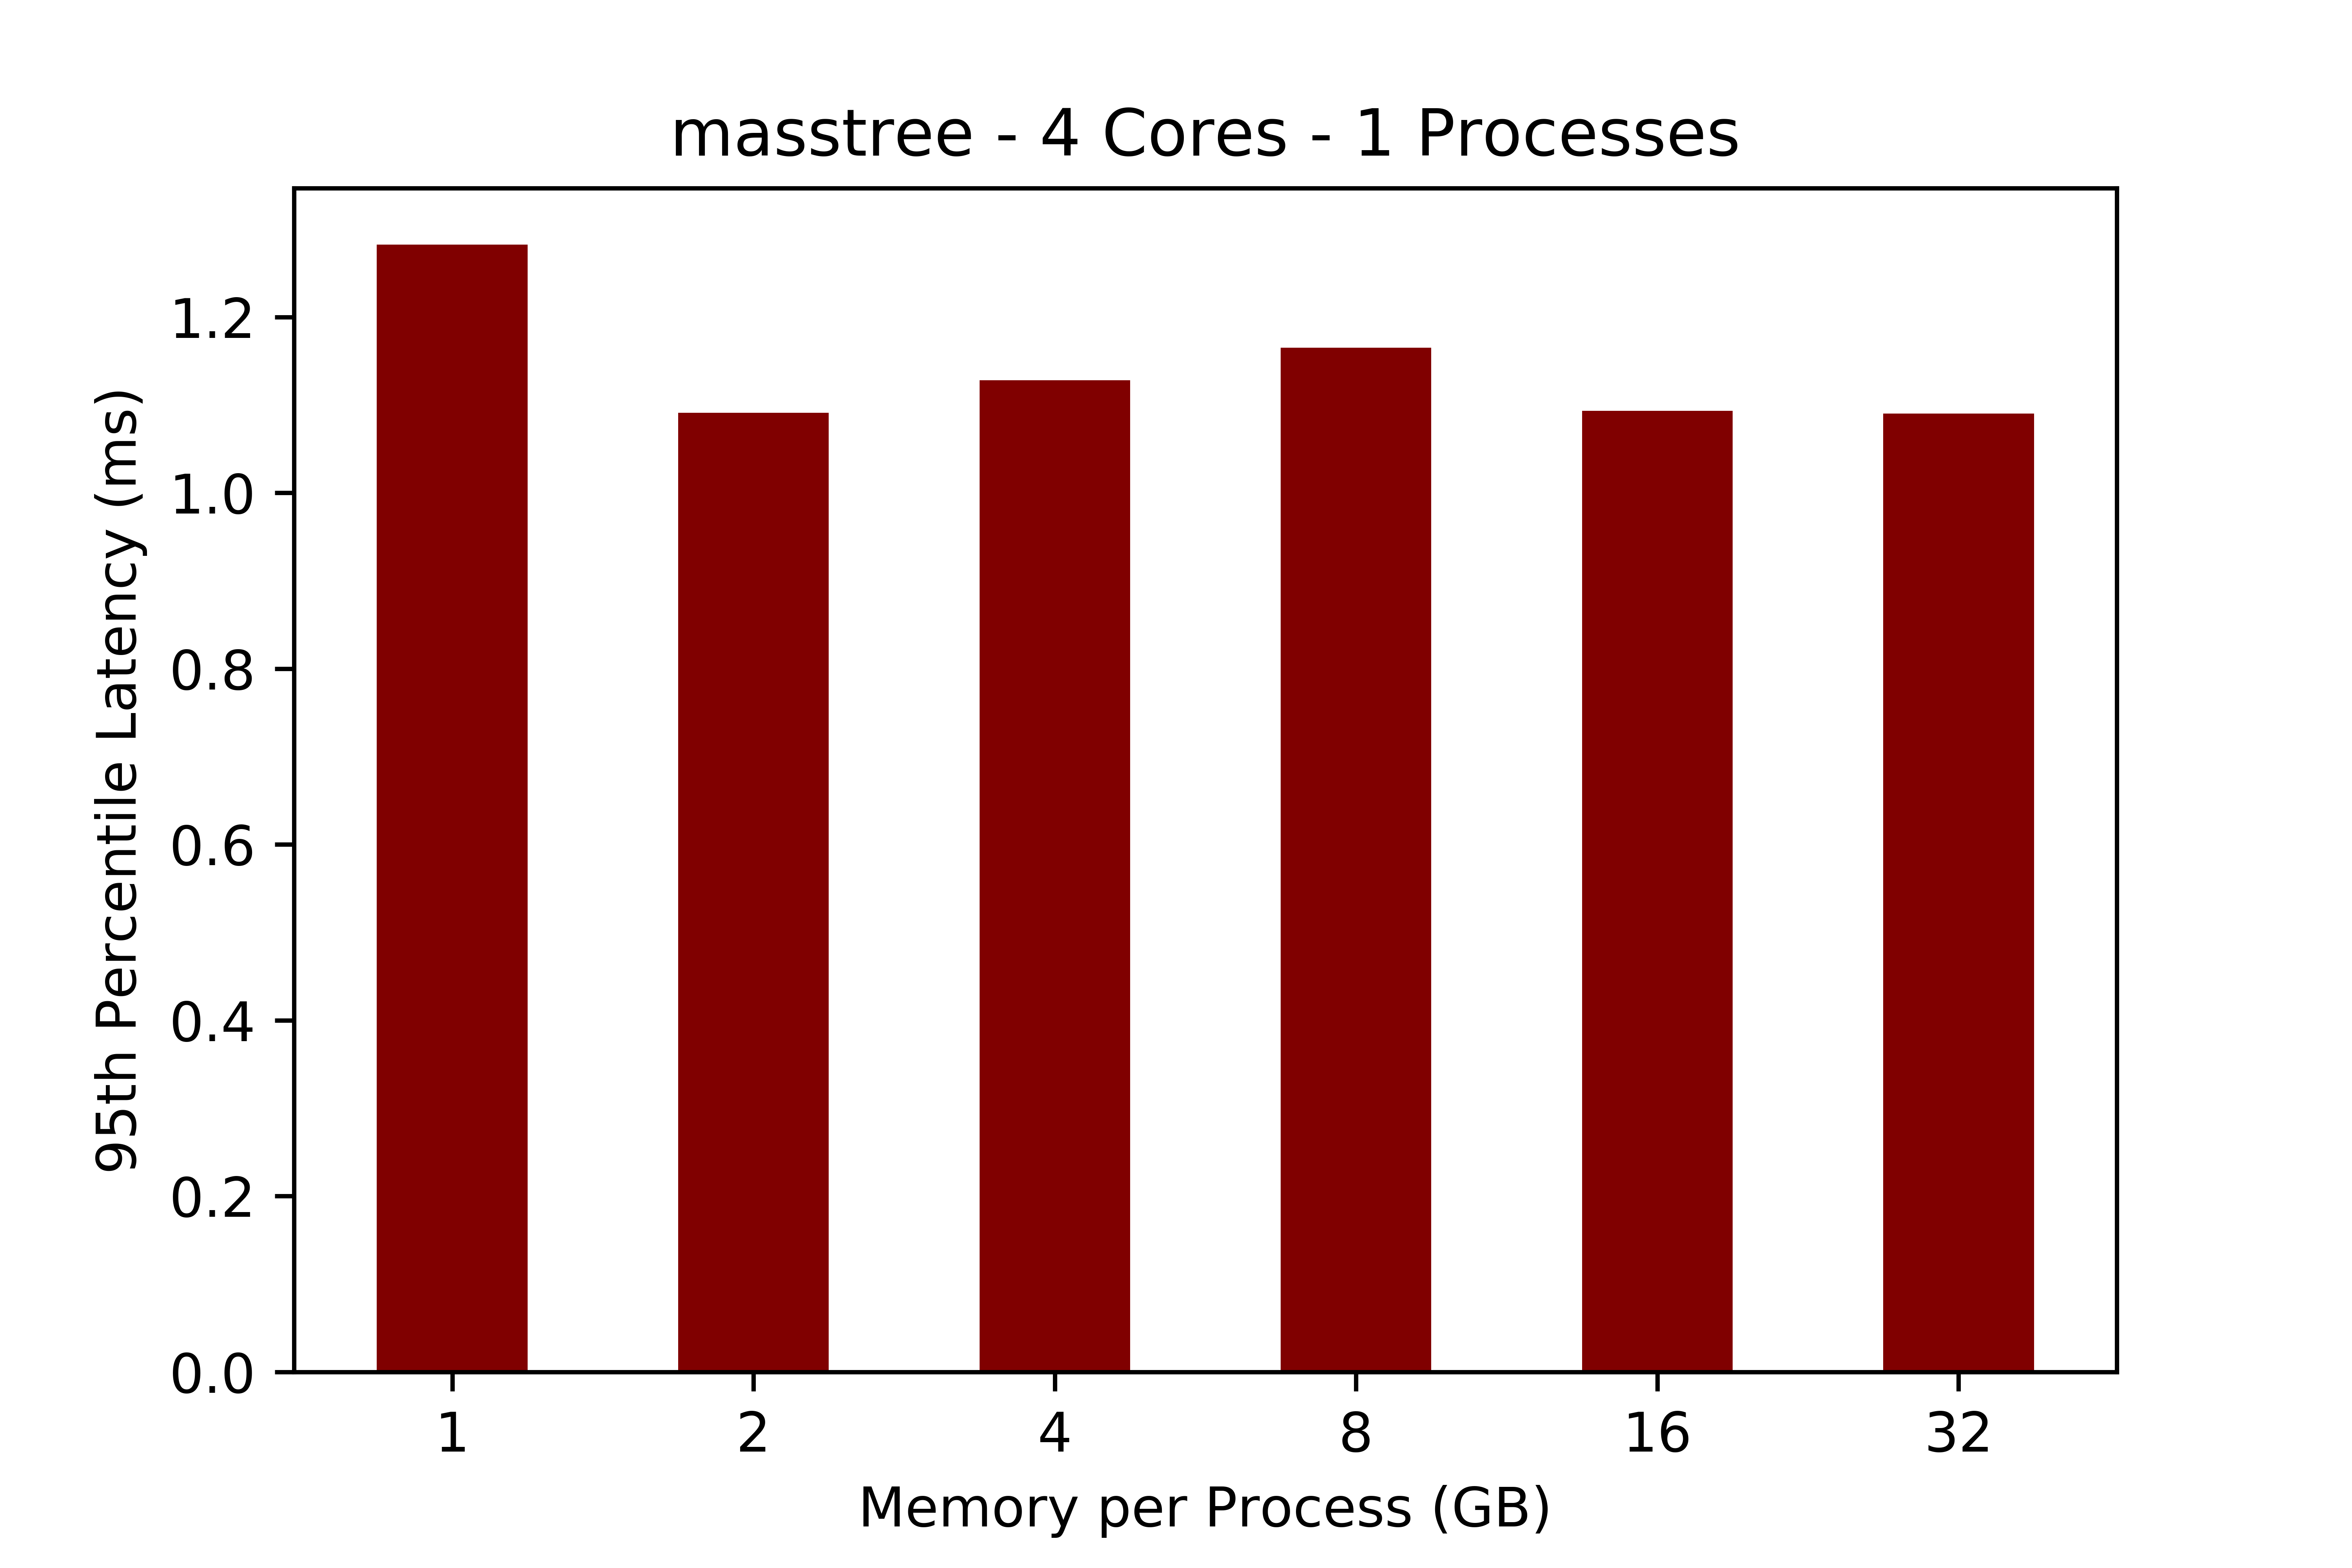 masstree - 4 Cores - 1 Processes
95th Percentile Latency (ms)
1.2
1.0
0.8
0.6
0.4
0.2
0.0
1 2 4 8 16 32
Memory per Process (GB)